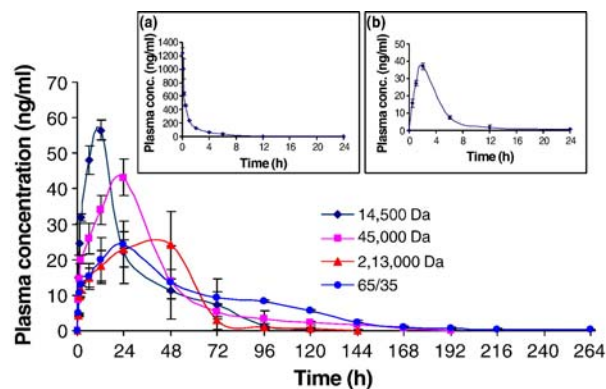 (a)
Plasma conc. (ng/ml)
1400
1200
1000
800
600
400
200
0
0 4 8 12 16 20 24
Time (h)
(b)
Plasma conc. (ng/ml)
50
40
30
20
10
0
0 4 8 12 16 20 24
Time (h)
Plasma concentration (ng/ml)
70
60
50
40
30
20
10
0
14,500 Da
45,000 Da
2,13,000 Da
65/35
0 24 48 72 96 120 144 168 192 216 240 264
Time (h)